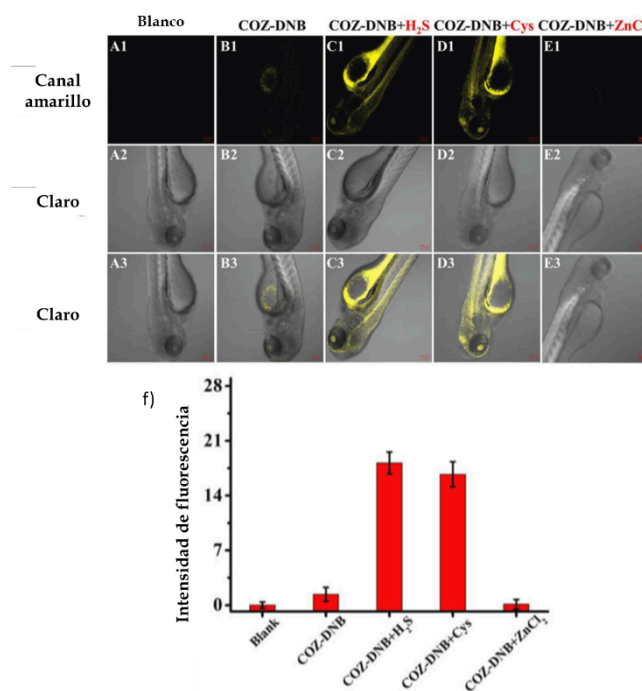 Blanco COZ-DNB COZ-DNB+H₂S COZ-DNB+Cys COZ-DNB+ZnC
Canal amarillo
A1 B1 C1 D1 E1
Claro
A2 B2 C2 D2 E2
Claro
A3 B3 C3 D3 E3
f)
Intensidad de fluorescencia
28
21
14
7
0
Blank
COZ-DNB
COZ-DNB+H₂S
COZ-DNB+Cys
COZ-DNB+ZnCl₂